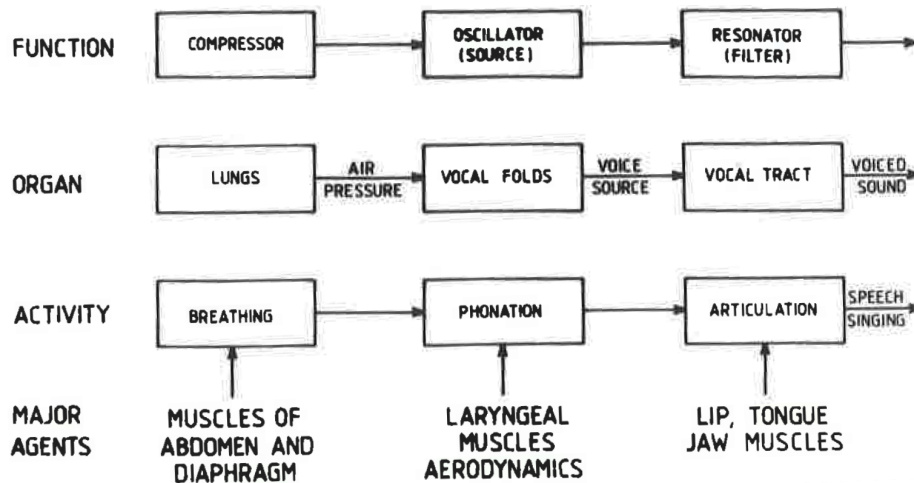 FUNCTION
COMPRESSOR
OSCILLATOR
(SOURCE)
RESONATOR
(FILTER)
ORGAN
LUNGS
AIR
PRESSURE
VOCAL FOLDS
VOICE
SOURCE
VOCAL TRACT
VOICED
SOUND
ACTIVITY
BREATHING
PHONATION
ARTICULATION
SPEECH
SINGING
MAJOR
AGENTS
MUSCLES OF
ABDOMEN AND
DIAPHRAGM
LARYNGEAL
MUSCLES
AERODYNAMICS
LIP, TONGUE
JAW MUSCLES